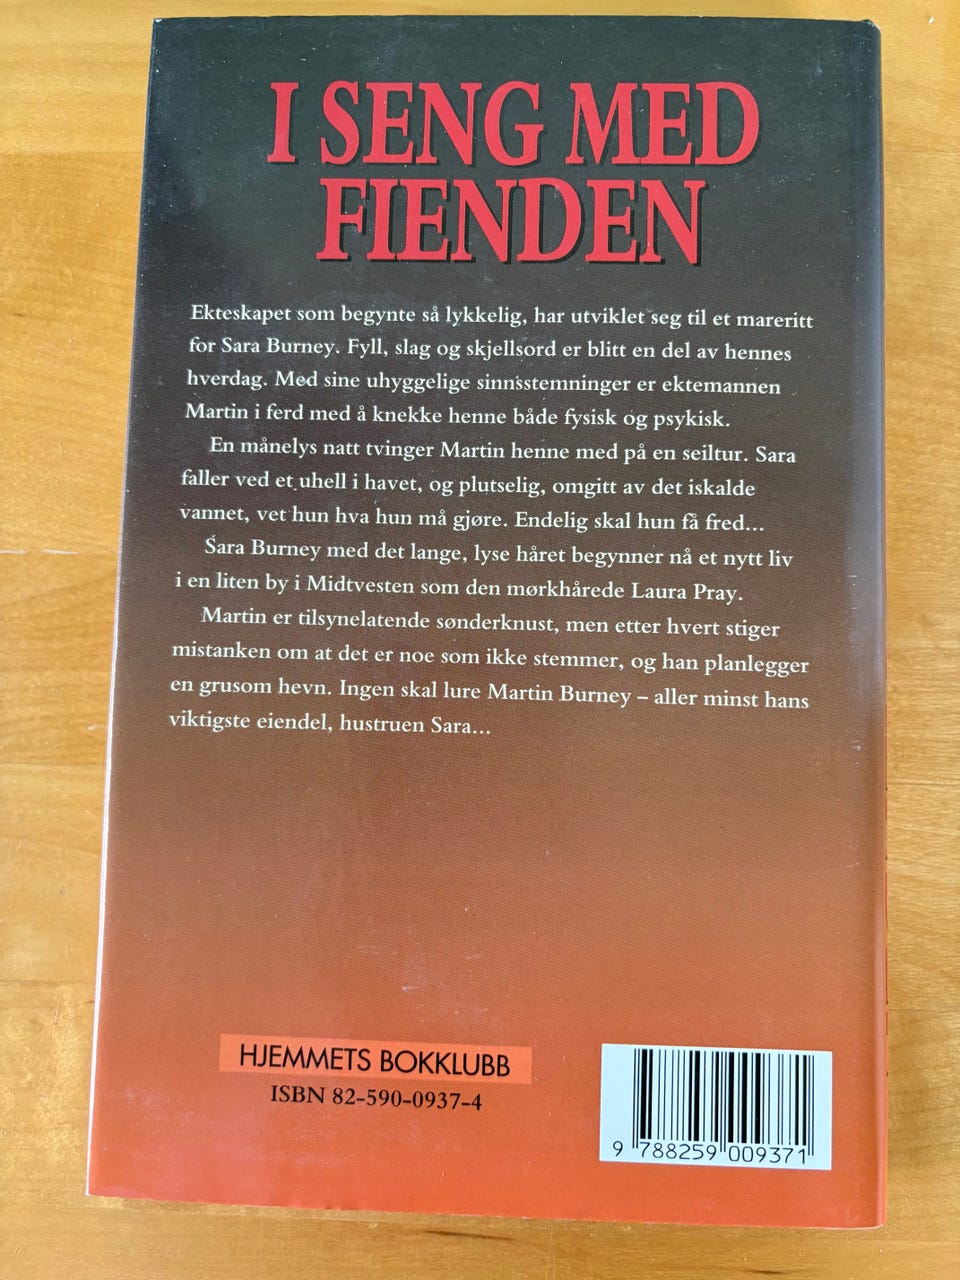 I SENG MED
FIENDEN
Ekteskapet som begynte så lykkelig, har utviklet seg til et mareritt
for Sara Burney. Fyll, slag og skjellsord er blitt en del av hennes
hverdag. Med sine uhyggelige sinnsstemninger er ektemannen
Martin i ferd med å knekke henne både fysisk og psykisk.
En månelys natt tvinger Martin henne med på en seiltur. Sara
faller ved et uhell i havet, og plutselig, omgitt av det iskalde
vannet, vet hun hva hun må gjøre. Endelig skal hun få fred...
Sara Burney med det lange, lyse håret begynner nå et nytt liv
i en liten by i Midtvesten som den mørkhårede Laura Pray.
Martin er tilsynelatende sønderknust, men etter hvert stiger
mistanken om at det er noe som ikke stemmer, og han planlegger
en grusom hevn. Ingen skal lure Martin Burney – aller minst hans
viktigste eiendel, hustruen Sara...
HJEMMETS BOKKLUBB
ISBN 82-590-0937-4
9 788259 009371